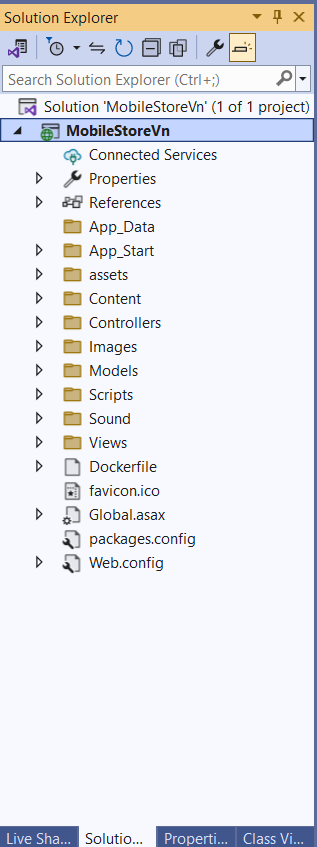 Solution Explorer
Search Solution Explorer (Ctrl+;)
Solution 'MobileStoreVn' (1 of 1 project)
MobileStoreVn
Connected Services
Properties
References
App_Data
App_Start
assets
Content
Controllers
Images
Models
Scripts
Sound
Views
Dockerfile
favicon.ico
Global.asax
packages.config
Web.config
Live Sha... Solutio... Properti... Class Vi...